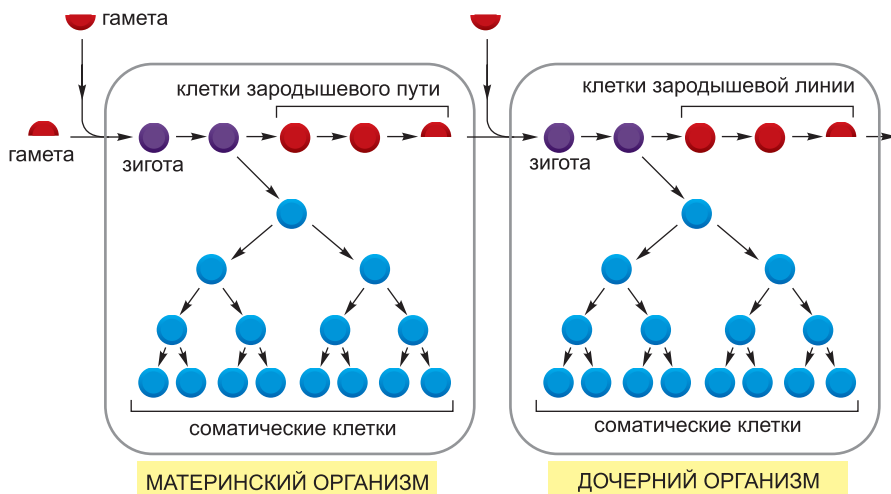 гамета
клетки зародышевого пути
клетки зародышевой линии
гамета
зигота
зигота
соматические клетки
соматические клетки
МАТЕРИНСКИЙ ОРГАНИЗМ
ДОЧЕРНИЙ ОРГАНИЗМ